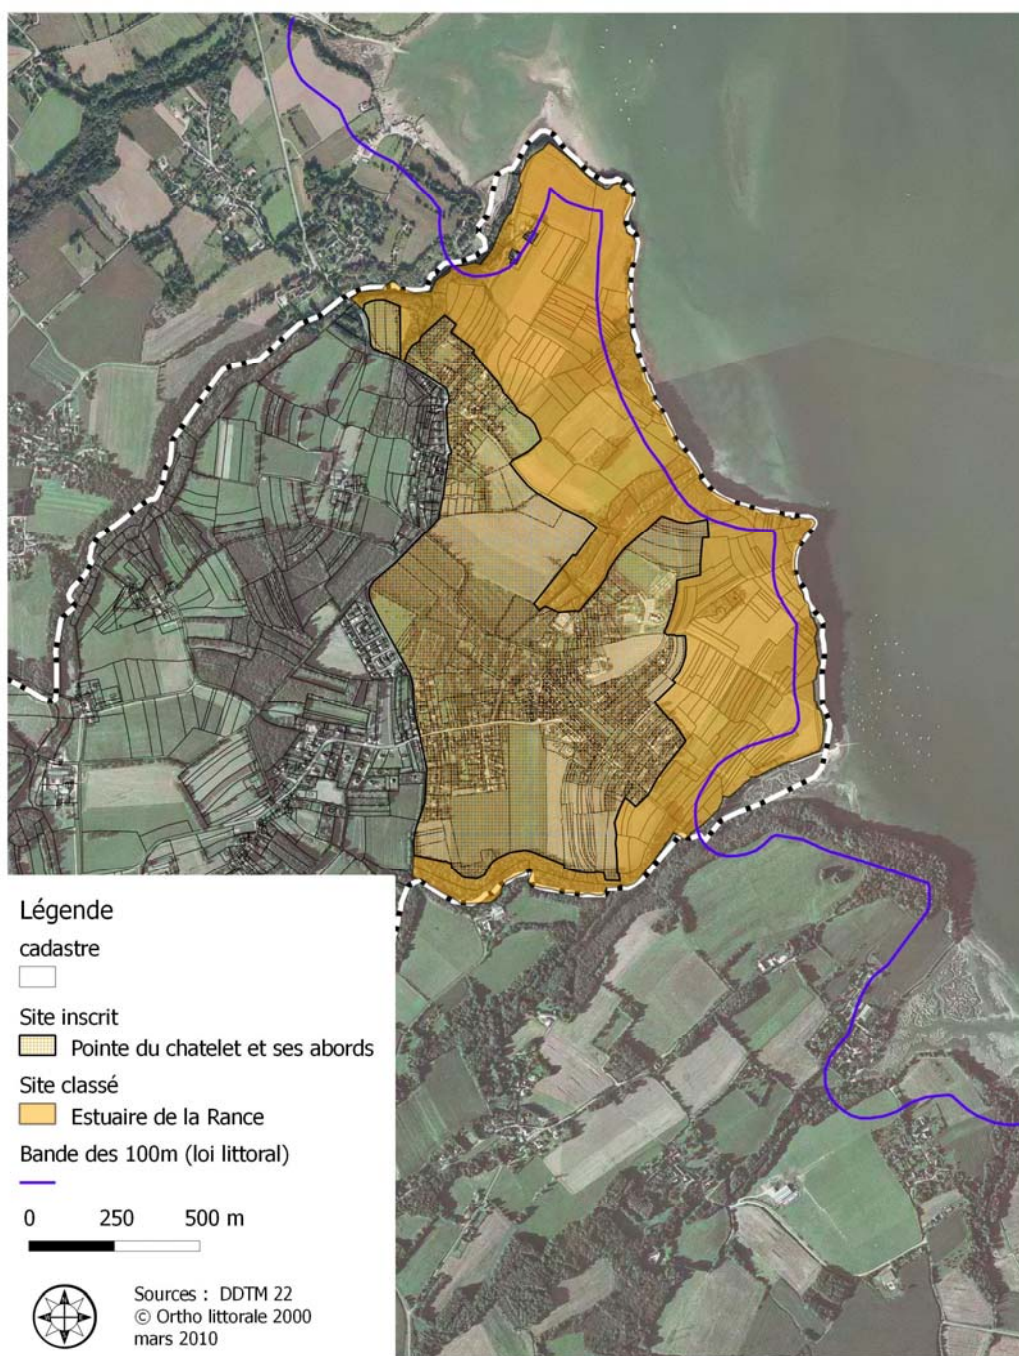 Légende
cadastre
Site inscrit
Pointe du chatelet et ses abords
Site classé
Estuaire de la Rance
Bande des 100m (loi littoral)
0 250 500 m
Sources : DDTM 22
© Ortho littorale 2000
mars 2010